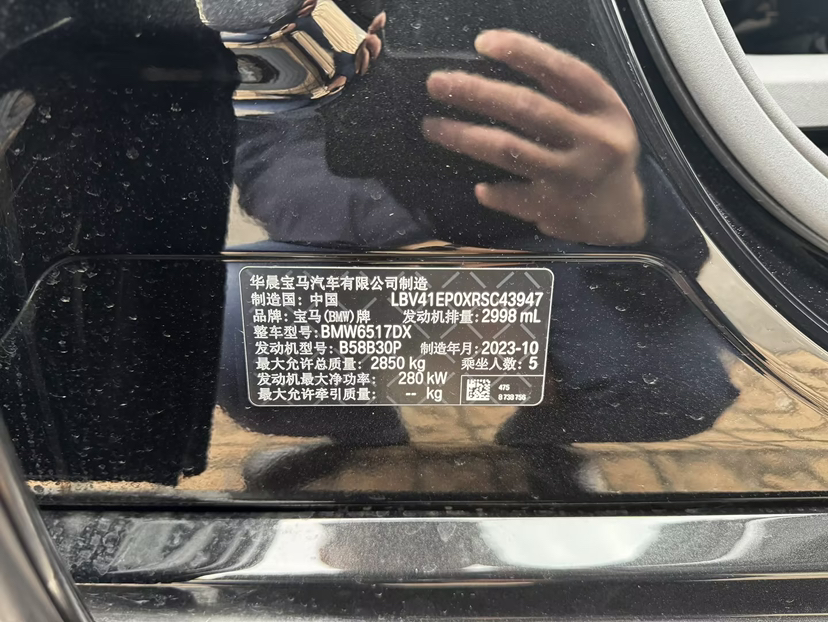 华晨宝马汽车有限公司制造
制造国: 中国 LBV41EP0XRSC43947
品牌: 宝马(BMW)牌 发动机排量: 2998 mL
整车型号: BMW6517DX
发动机型号: B58B30P 制造年月: 2023-10
最大允许总质量: 2850 kg 乘坐人数: 5
发动机最大净功率: 280 kW
最大允许牵引质量: -- kg
475
8 739 756